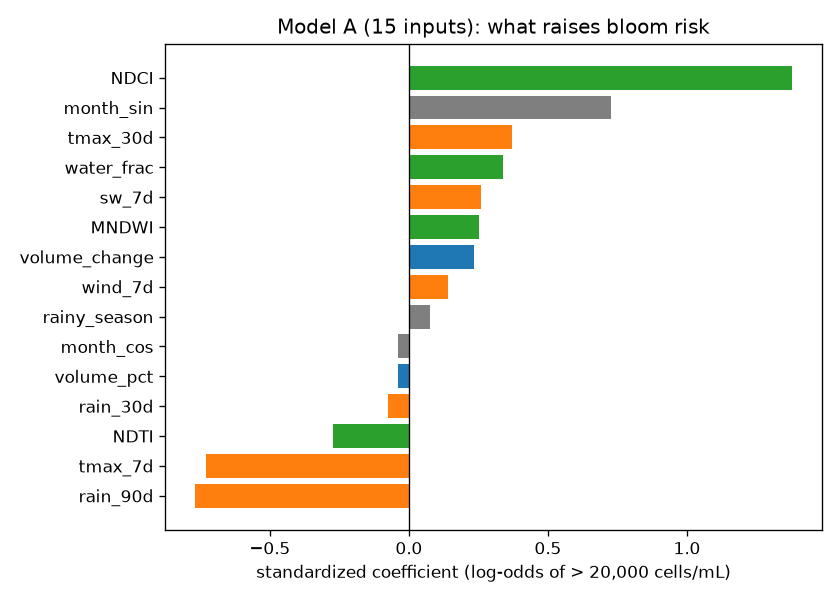 Model A (15 inputs): what raises bloom risk
NDCI
month_sin
tmax_30d
water_frac
sw_7d
MNDWI
volume_change
wind_7d
rainy_season
month_cos
volume_pct
rain_30d
NDTI
tmax_7d
rain_90d
−0.5 0.0 0.5 1.0
standardized coefficient (log-odds of > 20,000 cells/mL)